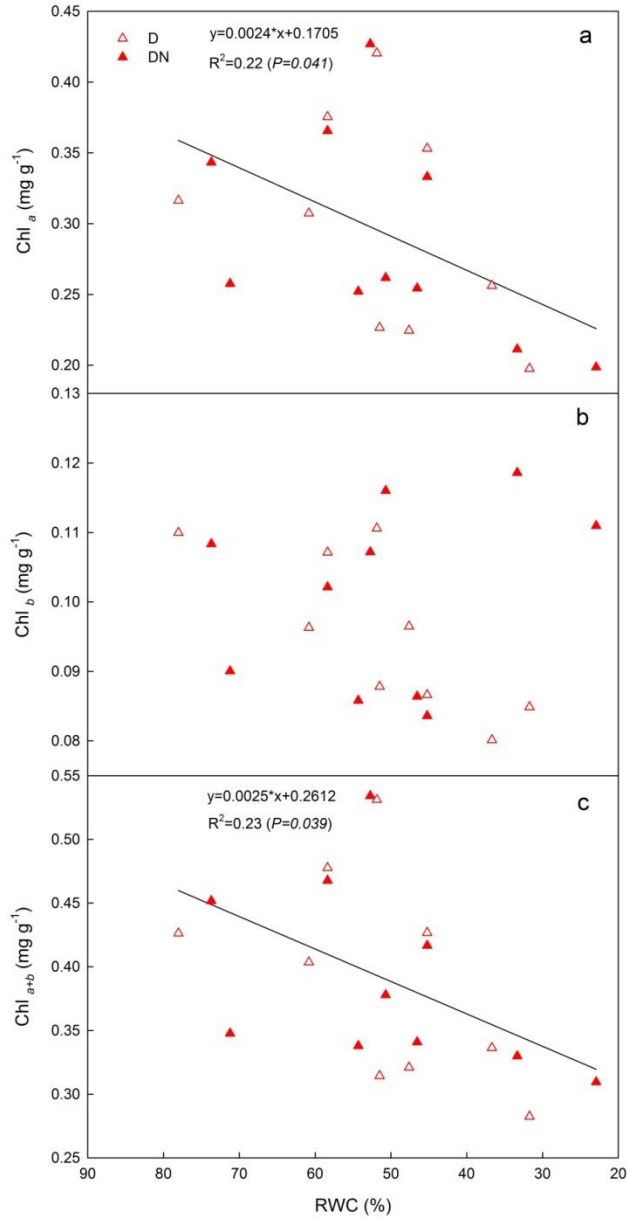 0.45
D
DN
y=0.0024*x+0.1705
R²=0.22 (P=0.041)
a
0.40
0.35
0.30
0.25
0.20
Chl a (mg g⁻¹)
0.13
b
0.12
0.11
0.10
0.09
0.08
Chl b (mg g⁻¹)
0.55
y=0.0025*x+0.2612
R²=0.23 (P=0.039)
c
0.50
0.45
0.40
0.35
0.30
0.25
Chl a+b (mg g⁻¹)
90 80 70 60 50 40 30 20
RWC (%)